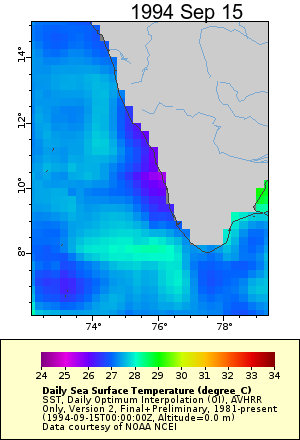 1994 Sep 15
14°
12°
10°
8°
74°
76°
78°
24 25 26 27 28 29 30 31 32 33 34
Daily Sea Surface Temperature (degree_C)
SST, Daily Optimum Interpolation (OI), AVHRR
Only, Version 2, Final+Preliminary, 1981-present
(1994-09-15T00:00:00Z, Altitude=0.0 m)
Data courtesy of NOAA NCEI